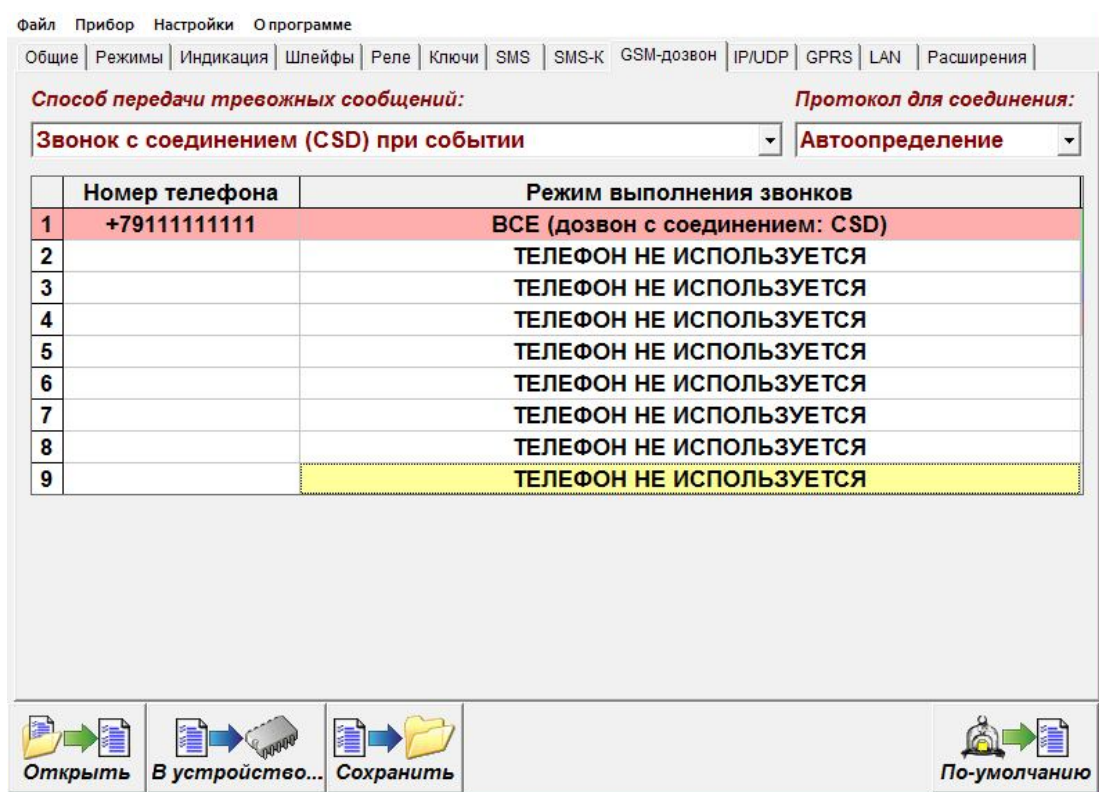 Файл Прибор Настройки О программе
Общие Режимы Индикация Шлейфы Реле Ключи SMS SMS-К GSM-дозвон IP/UDP GPRS LAN Расширения
Способ передачи тревожных сообщений: Протокол для соединения:
Звонок с соединением (CSD) при событии Автоопределение
Номер телефона Режим выполнения звонков
1 +79111111111 ВСЕ (дозвон с соединением: CSD)
2 ТЕЛЕФОН НЕ ИСПОЛЬЗУЕТСЯ
3 ТЕЛЕФОН НЕ ИСПОЛЬЗУЕТСЯ
4 ТЕЛЕФОН НЕ ИСПОЛЬЗУЕТСЯ
5 ТЕЛЕФОН НЕ ИСПОЛЬЗУЕТСЯ
6 ТЕЛЕФОН НЕ ИСПОЛЬЗУЕТСЯ
7 ТЕЛЕФОН НЕ ИСПОЛЬЗУЕТСЯ
8 ТЕЛЕФОН НЕ ИСПОЛЬЗУЕТСЯ
9 ТЕЛЕФОН НЕ ИСПОЛЬЗУЕТСЯ
Открыть В устройство... Сохранить По-умолчанию